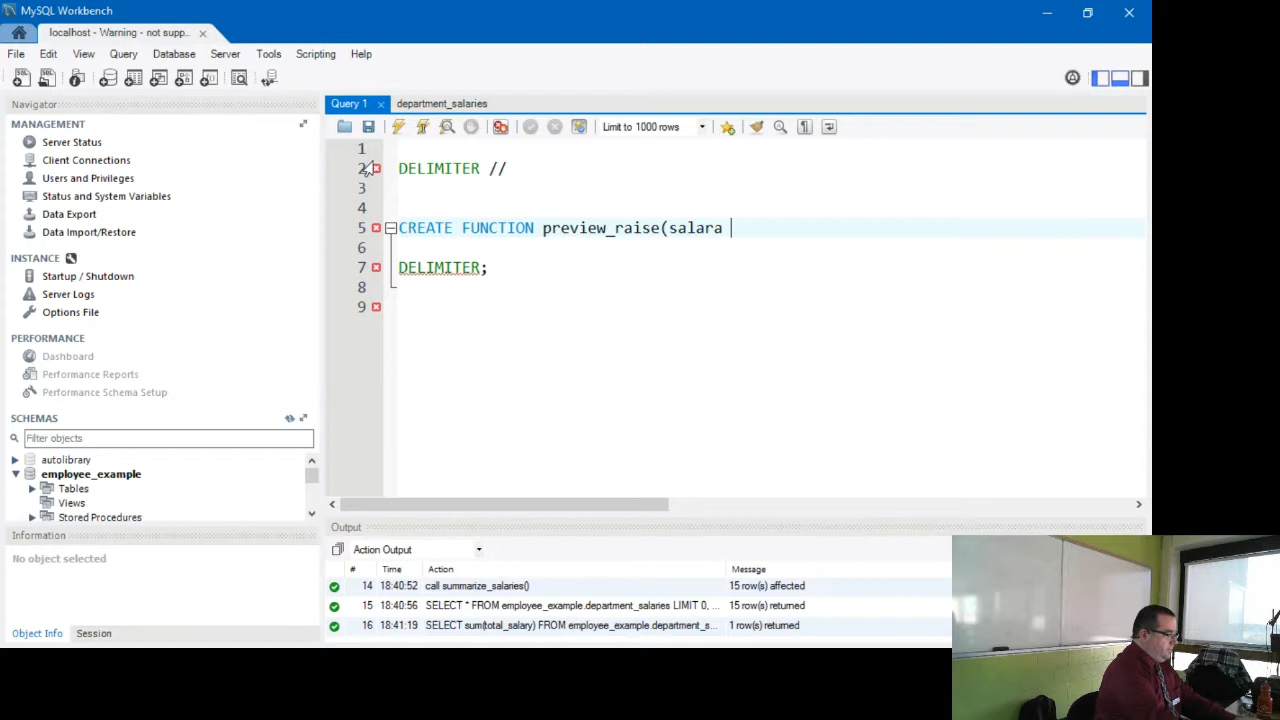 MySQL Workbench
localhost - Warning - not supp..
File Edit View Query Database Server Tools Scripting Help
Navigator
MANAGEMENT
Server Status
Client Connections
Users and Privileges
Status and System Variables
Data Export
Data Import/Restore
INSTANCE
Startup / Shutdown
Server Logs
Options File
PERFORMANCE
Dashboard
Performance Reports
Performance Schema Setup
SCHEMAS
Filter objects
autolibrary
employee_example
Tables
Views
Stored Procedures
Information
No object selected
Object Info Session
Query 1 department_salaries
Limit to 1000 rows
1
2 DELIMITER //
3
4
5 CREATE FUNCTION preview_raise(salara
6
7 DELIMITER;
8
9
Output
Action Output
# Time Action Message
14 18:40:52 call summarize_salaries() 15 row(s) affected
15 18:40:56 SELECT * FROM employee_example.department_salaries LIMIT 0, ... 15 row(s) returned
16 18:41:19 SELECT sum(total_salary) FROM employee_example.department_s... 1 row(s) returned